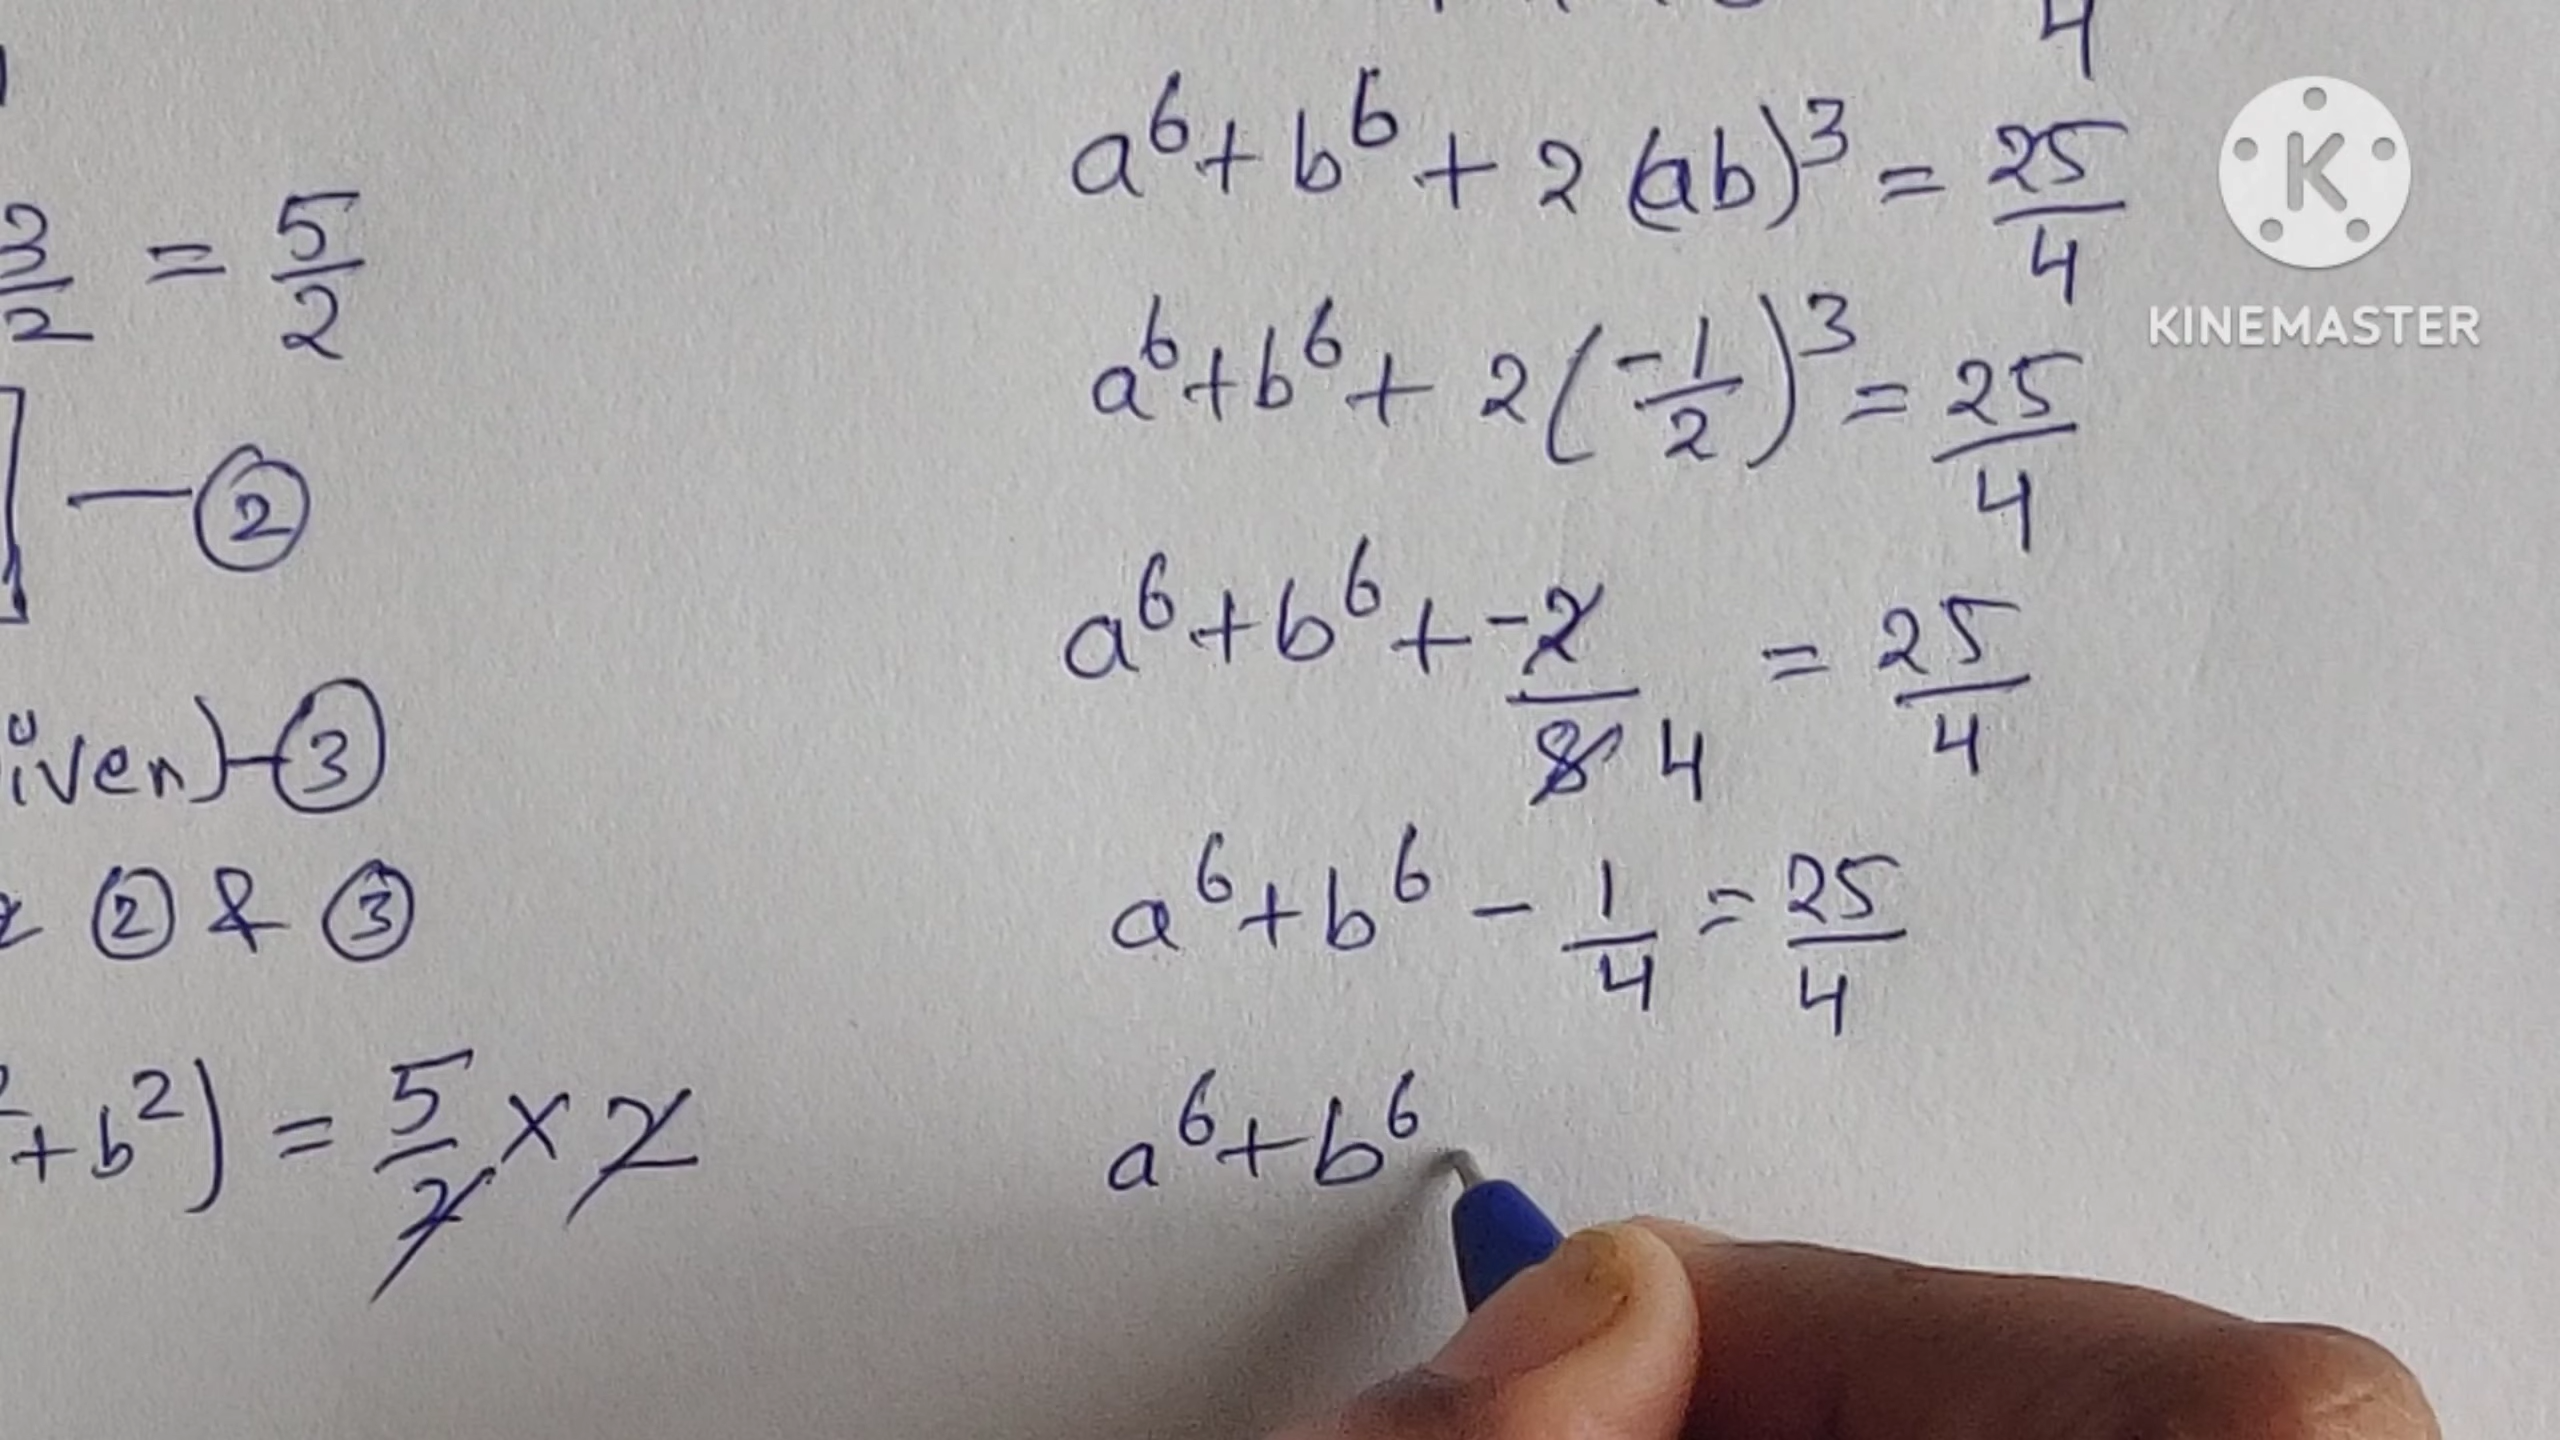 3/2 = 5/2
] — ②
iven) - ③
② & ③
+ b²) = 5/2 × 2
4
a⁶ + b⁶ + 2 (ab)³ = 25/4
a⁶ + b⁶ + 2 (-1/2)³ = 25/4
a⁶ + b⁶ + -2/8 4 = 25/4
a⁶ + b⁶ - 1/4 = 25/4
a⁶ + b⁶
K
KINEMASTER